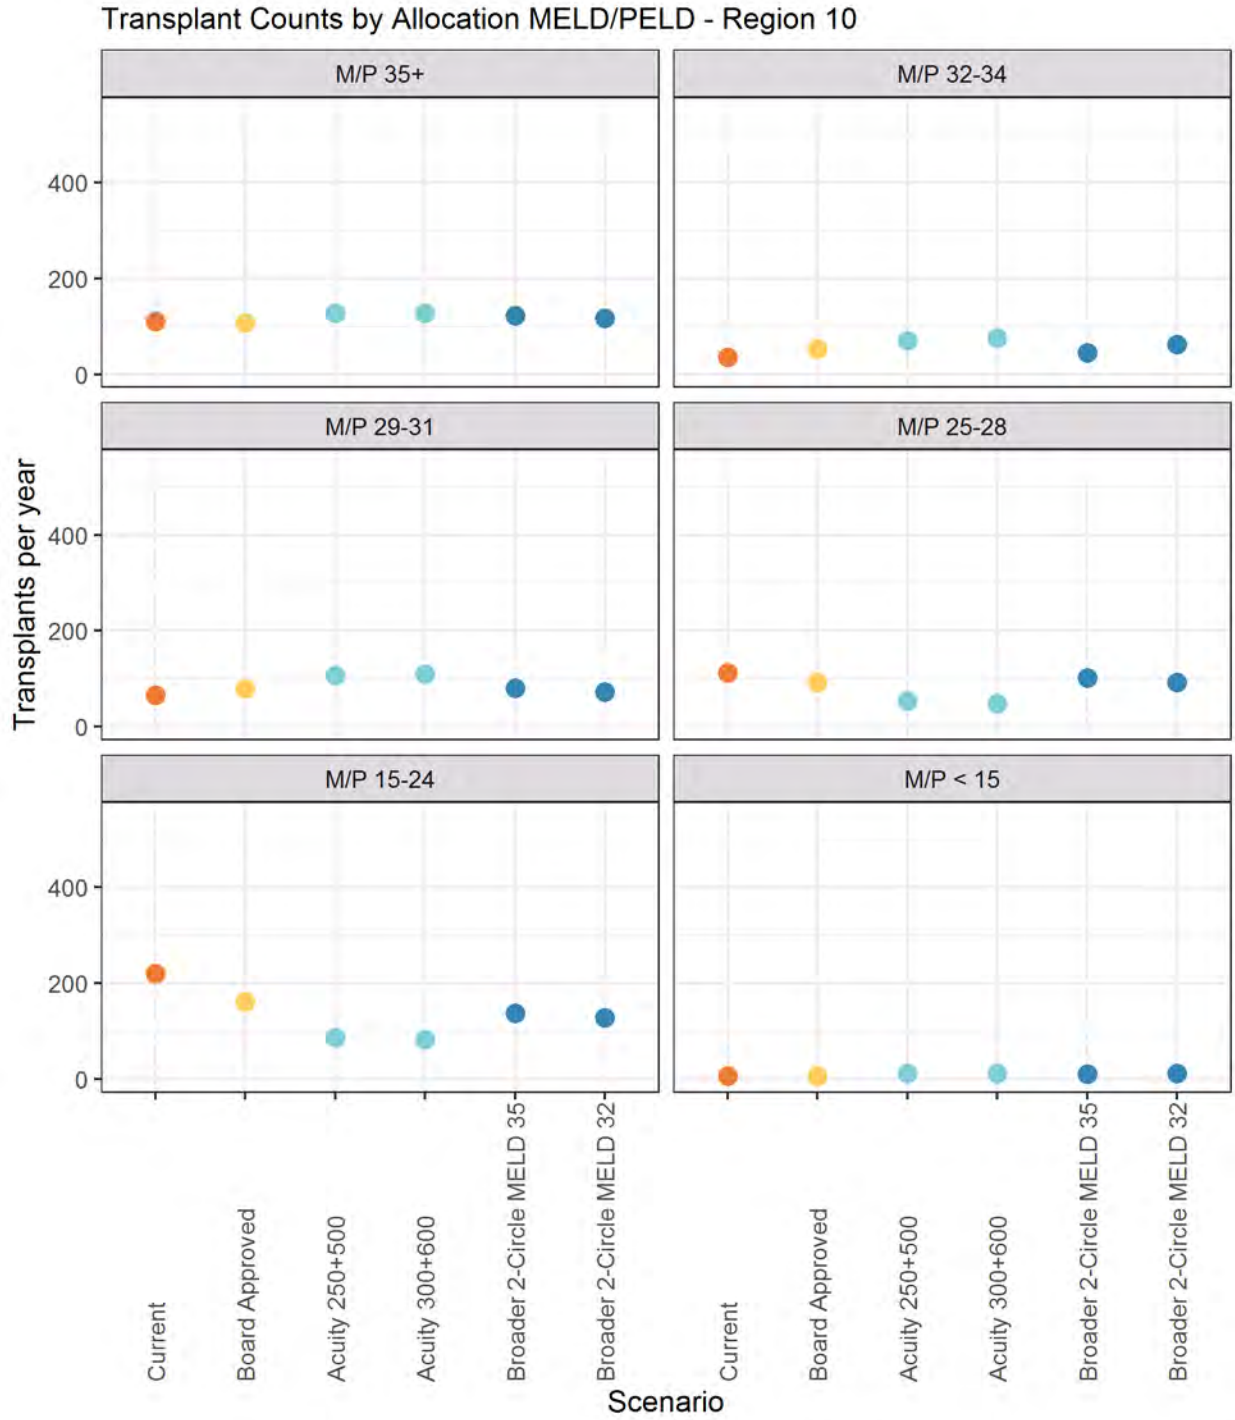 Transplant Counts by Allocation MELD/PELD - Region 10
M/P 35+
M/P 32-34
400
200
0
M/P 29-31
M/P 25-28
400
200
0
M/P 15-24
M/P < 15
400
200
0
Transplants per year
Current
Board Approved
Acuity 250+500
Acuity 300+600
Broader 2-Circle MELD 35
Broader 2-Circle MELD 32
Current
Board Approved
Acuity 250+500
Acuity 300+600
Broader 2-Circle MELD 35
Broader 2-Circle MELD 32
Scenario